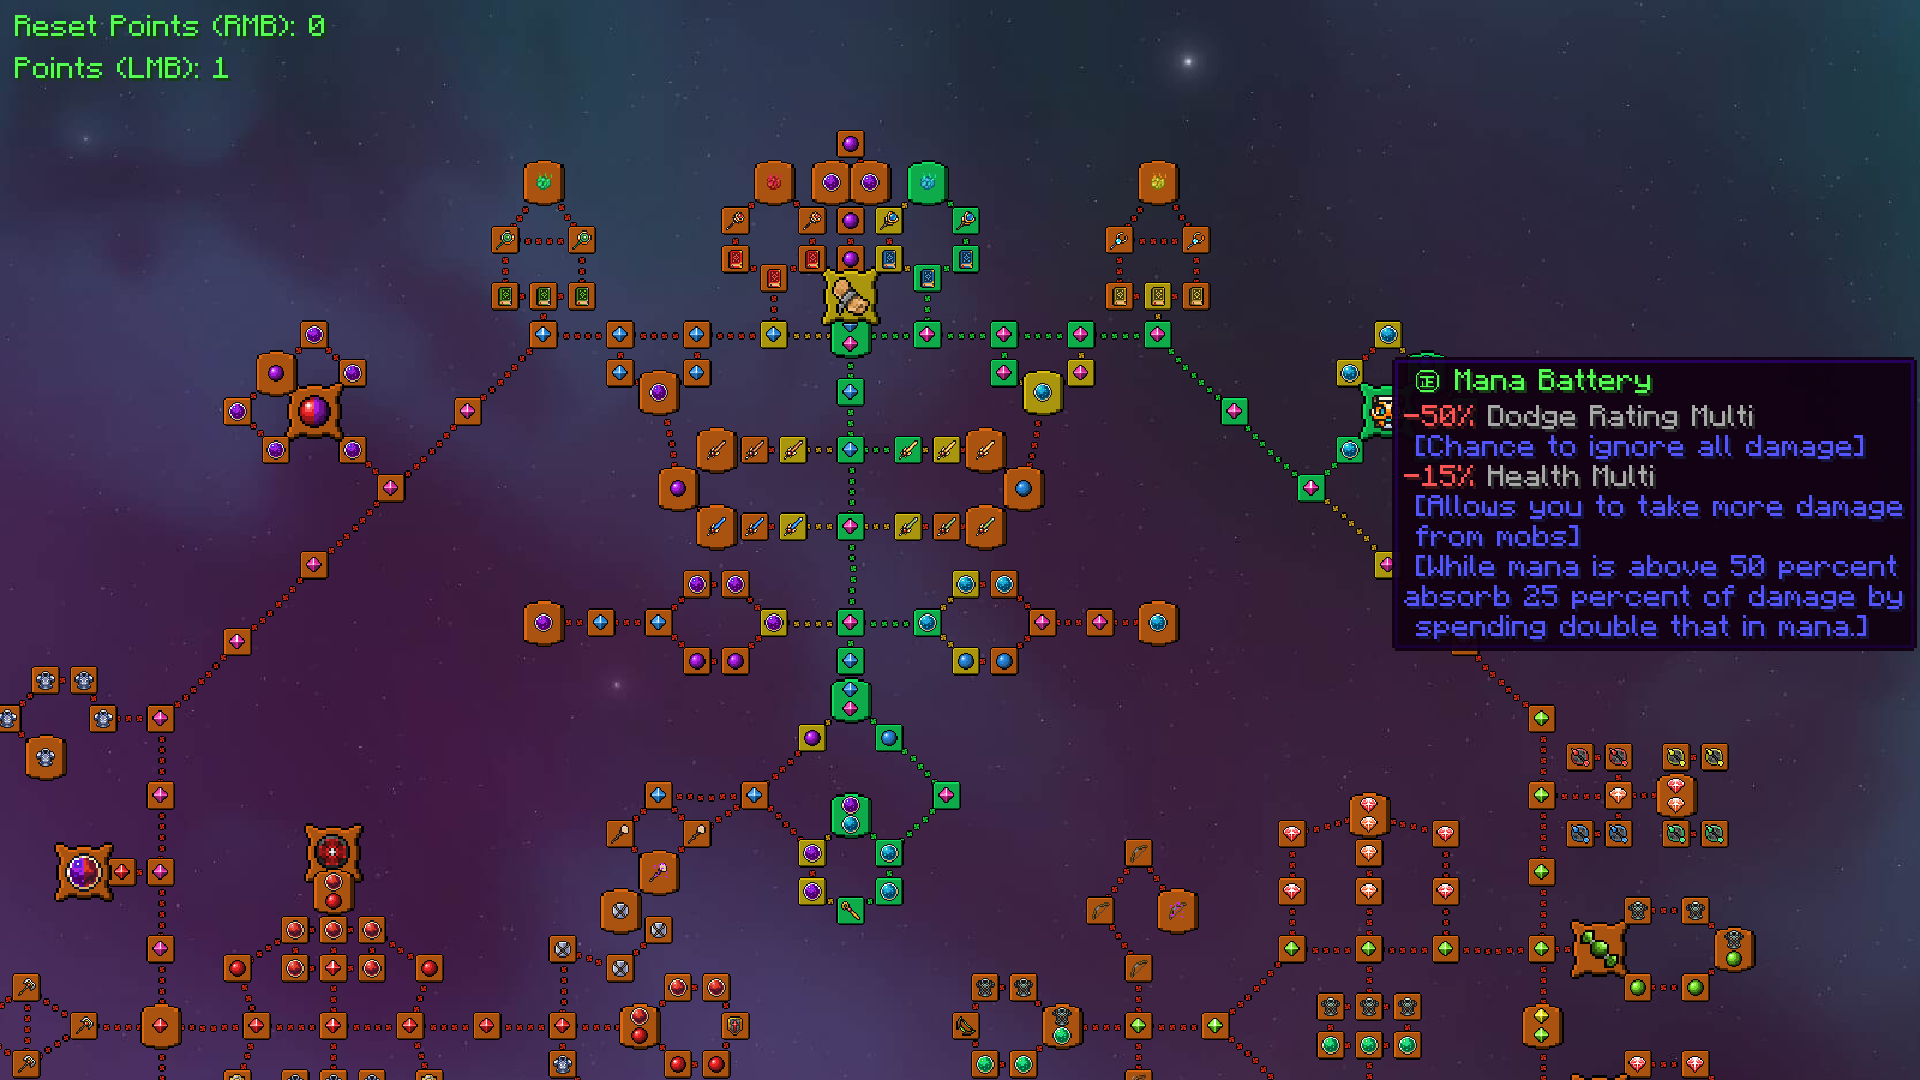 Reset Points (RMB): 0
Points (LMB): 1
Mana Battery
-50% Dodge Rating Multi
[Chance to ignore all damage]
-15% Health Multi
[Allows you to take more damage
from mobs]
[While mana is above 50 percent
absorb 25 percent of damage by
spending double that in mana.]